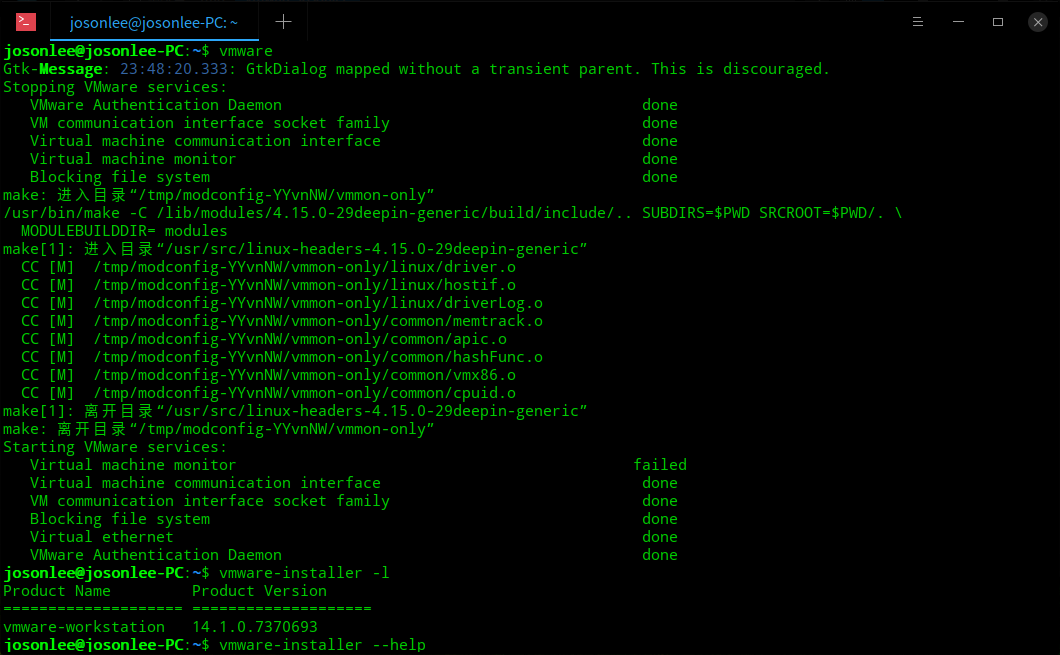 josonlee@josonlee-PC: ~
josonlee@josonlee-PC:~$ vmware
Gtk-Message: 23:48:20.333: GtkDialog mapped without a transient parent. This is discouraged.
Stopping VMware services:
   VMware Authentication Daemon                                        done
   VM communication interface socket family                            done
   Virtual machine communication interface                             done
   Virtual machine monitor                                             done
   Blocking file system                                                done
make: 进入目录“/tmp/modconfig-YYvnNW/vmmon-only”
/usr/bin/make -C /lib/modules/4.15.0-29deepin-generic/build/include/.. SUBDIRS=$PWD SRCROOT=$PWD/. \
  MODULEBUILDDIR= modules
make[1]: 进入目录“/usr/src/linux-headers-4.15.0-29deepin-generic”
  CC [M]  /tmp/modconfig-YYvnNW/vmmon-only/linux/driver.o
  CC [M]  /tmp/modconfig-YYvnNW/vmmon-only/linux/hostif.o
  CC [M]  /tmp/modconfig-YYvnNW/vmmon-only/linux/driverLog.o
  CC [M]  /tmp/modconfig-YYvnNW/vmmon-only/common/memtrack.o
  CC [M]  /tmp/modconfig-YYvnNW/vmmon-only/common/apic.o
  CC [M]  /tmp/modconfig-YYvnNW/vmmon-only/common/hashFunc.o
  CC [M]  /tmp/modconfig-YYvnNW/vmmon-only/common/vmx86.o
  CC [M]  /tmp/modconfig-YYvnNW/vmmon-only/common/cpuid.o
make[1]: 离开目录“/usr/src/linux-headers-4.15.0-29deepin-generic”
make: 离开目录“/tmp/modconfig-YYvnNW/vmmon-only”
Starting VMware services:
   Virtual machine monitor                                            failed
   Virtual machine communication interface                             done
   VM communication interface socket family                            done
   Blocking file system                                                done
   Virtual ethernet                                                    done
   VMware Authentication Daemon                                        done
josonlee@josonlee-PC:~$ vmware-installer -l
Product Name         Product Version
==================== ====================
vmware-workstation   14.1.0.7370693
josonlee@josonlee-PC:~$ vmware-installer --help